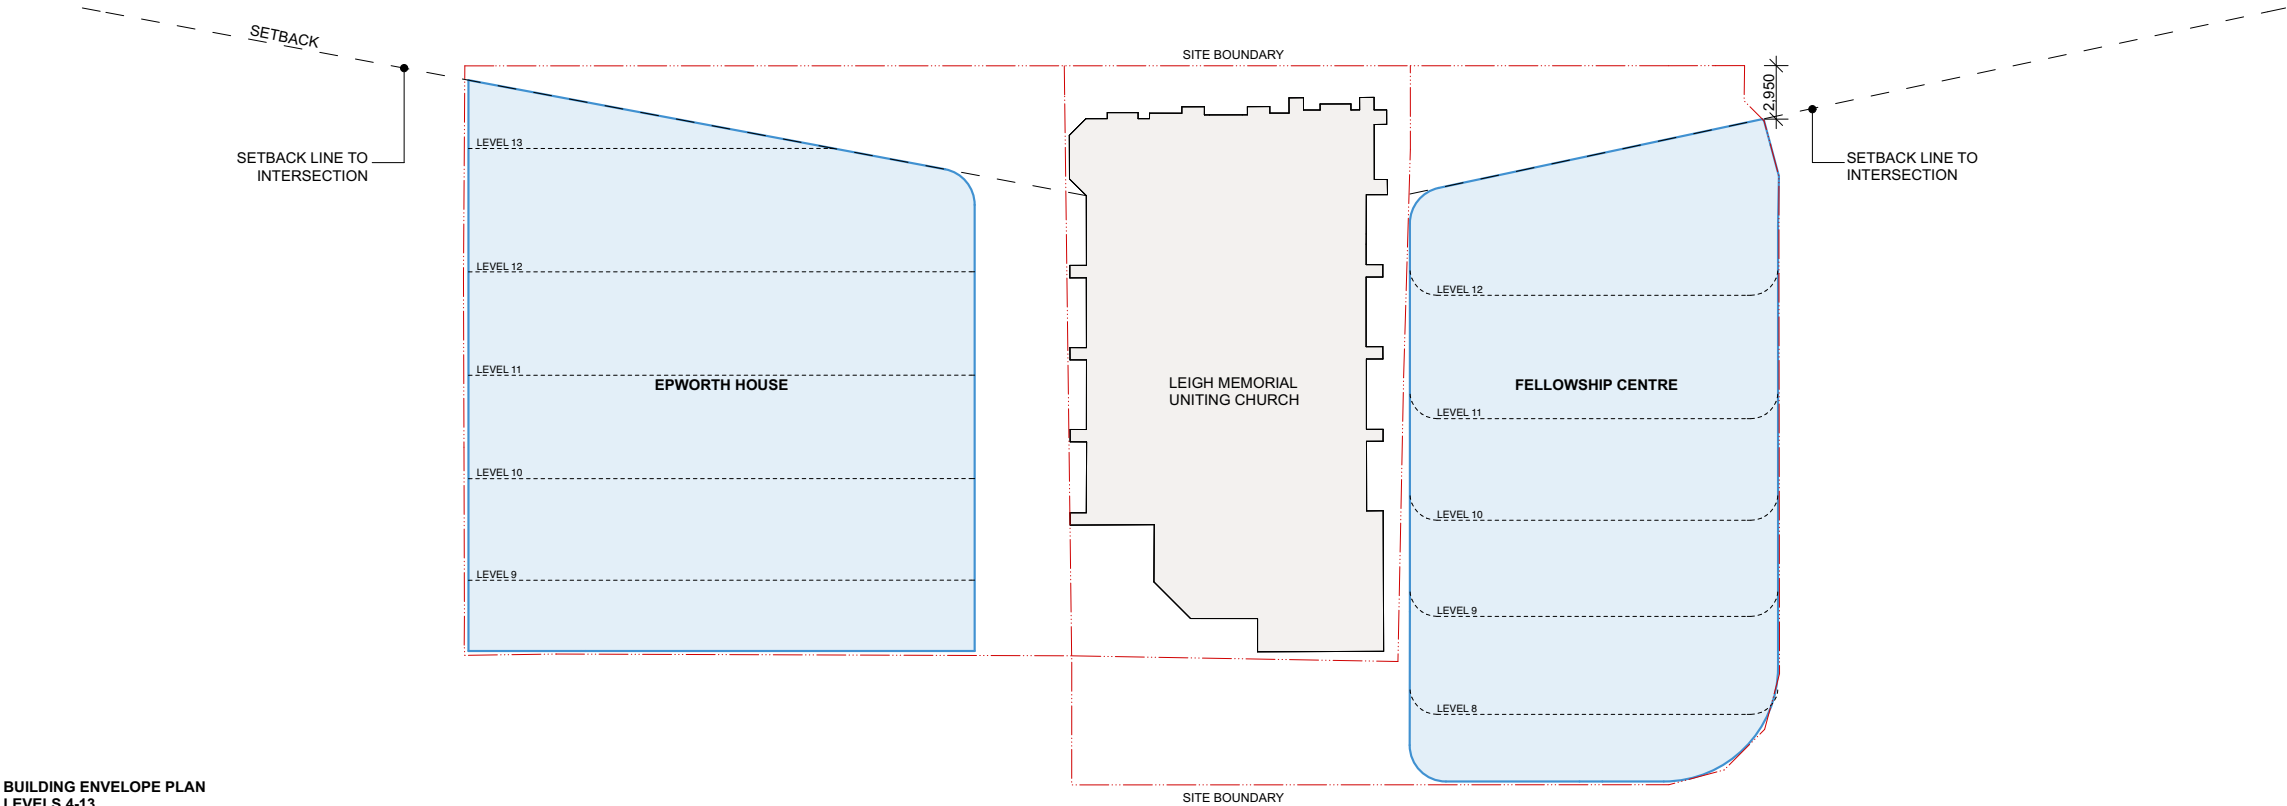 SETBACK
SITE BOUNDARY
2,950
SETBACK LINE TO
INTERSECTION
SETBACK LINE TO
INTERSECTION
LEVEL 13
LEVEL 12
LEVEL 11
EPWORTH HOUSE
LEVEL 10
LEVEL 9
LEIGH MEMORIAL
UNITING CHURCH
LEVEL 12
FELLOWSHIP CENTRE
LEVEL 11
LEVEL 10
LEVEL 9
LEVEL 8
BUILDING ENVELOPE PLAN
LEVELS 4-13
SITE BOUNDARY